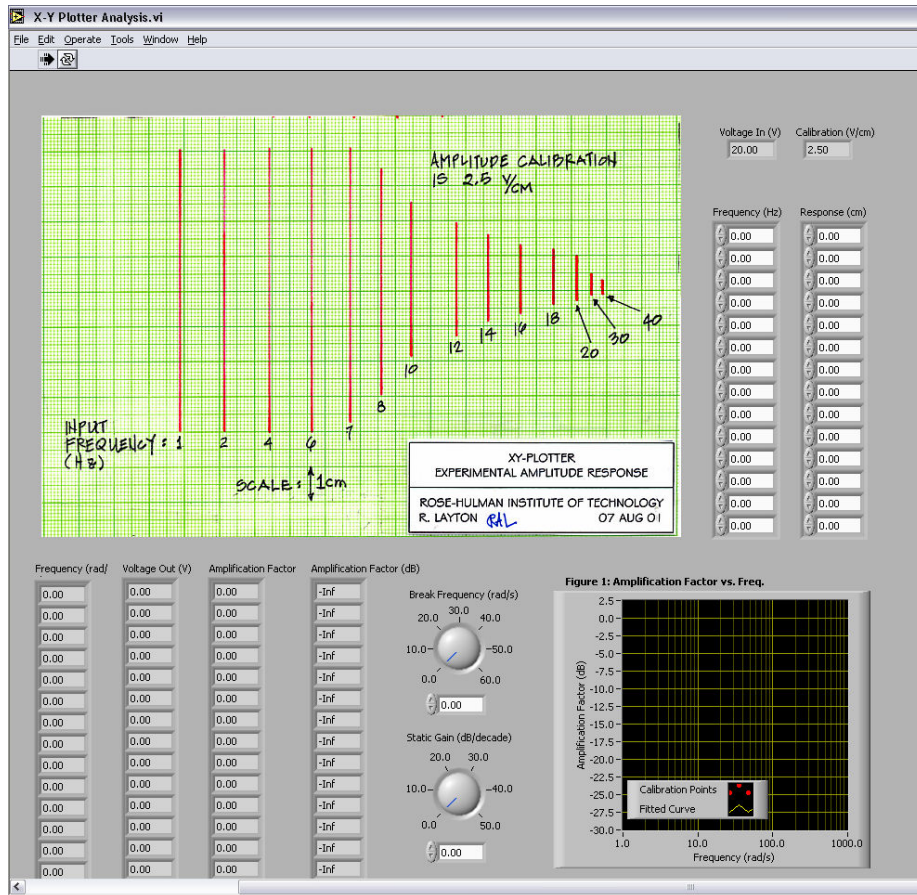 X-Y Plotter Analysis.vi
File Edit Operate Tools Window Help
AMPLITUDE CALIBRATION
IS 2.5 V/CM
Voltage In (V) Calibration (V/cm)
20.00 2.50
Frequency (Hz) Response (cm)
0.00 0.00
0.00 0.00
0.00 0.00
0.00 0.00
0.00 0.00
0.00 0.00
0.00 0.00
0.00 0.00
0.00 0.00
0.00 0.00
0.00 0.00
0.00 0.00
0.00 0.00
0.00 0.00
INPUT
FREQUENCY: 1 2 4 6 7 8 10 12 14 16 18 20 30 40
(Hz)
SCALE: 1cm
XY-PLOTTER
EXPERIMENTAL AMPLITUDE RESPONSE
ROSE-HULMAN INSTITUTE OF TECHNOLOGY
R. LAYTON RAL 07 AUG 01
Frequency (rad/ Voltage Out (V) Amplification Factor Amplification Factor (dB)
0.00 0.00 0.00 -Inf
0.00 0.00 0.00 -Inf
0.00 0.00 0.00 -Inf
0.00 0.00 0.00 -Inf
0.00 0.00 0.00 -Inf
0.00 0.00 0.00 -Inf
0.00 0.00 0.00 -Inf
0.00 0.00 0.00 -Inf
0.00 0.00 0.00 -Inf
0.00 0.00 0.00 -Inf
0.00 0.00 0.00 -Inf
0.00 0.00 0.00 -Inf
0.00 0.00 0.00 -Inf
0.00 0.00 0.00 -Inf
Break Frequency (rad/s)
0.0 10.0 20.0 30.0 40.0 50.0 60.0
0.00
Static Gain (dB/decade)
0.0 10.0 20.0 30.0 40.0 50.0
0.00
Figure 1: Amplification Factor vs. Freq.
Amplification Factor (dB)
2.5
0.0
-2.5
-5.0
-7.5
-10.0
-12.5
-15.0
-17.5
-20.0
-22.5
-25.0
-27.5
-30.0
Calibration Points
Fitted Curve
1.0 10.0 100.0 1000.0
Frequency (rad/s)